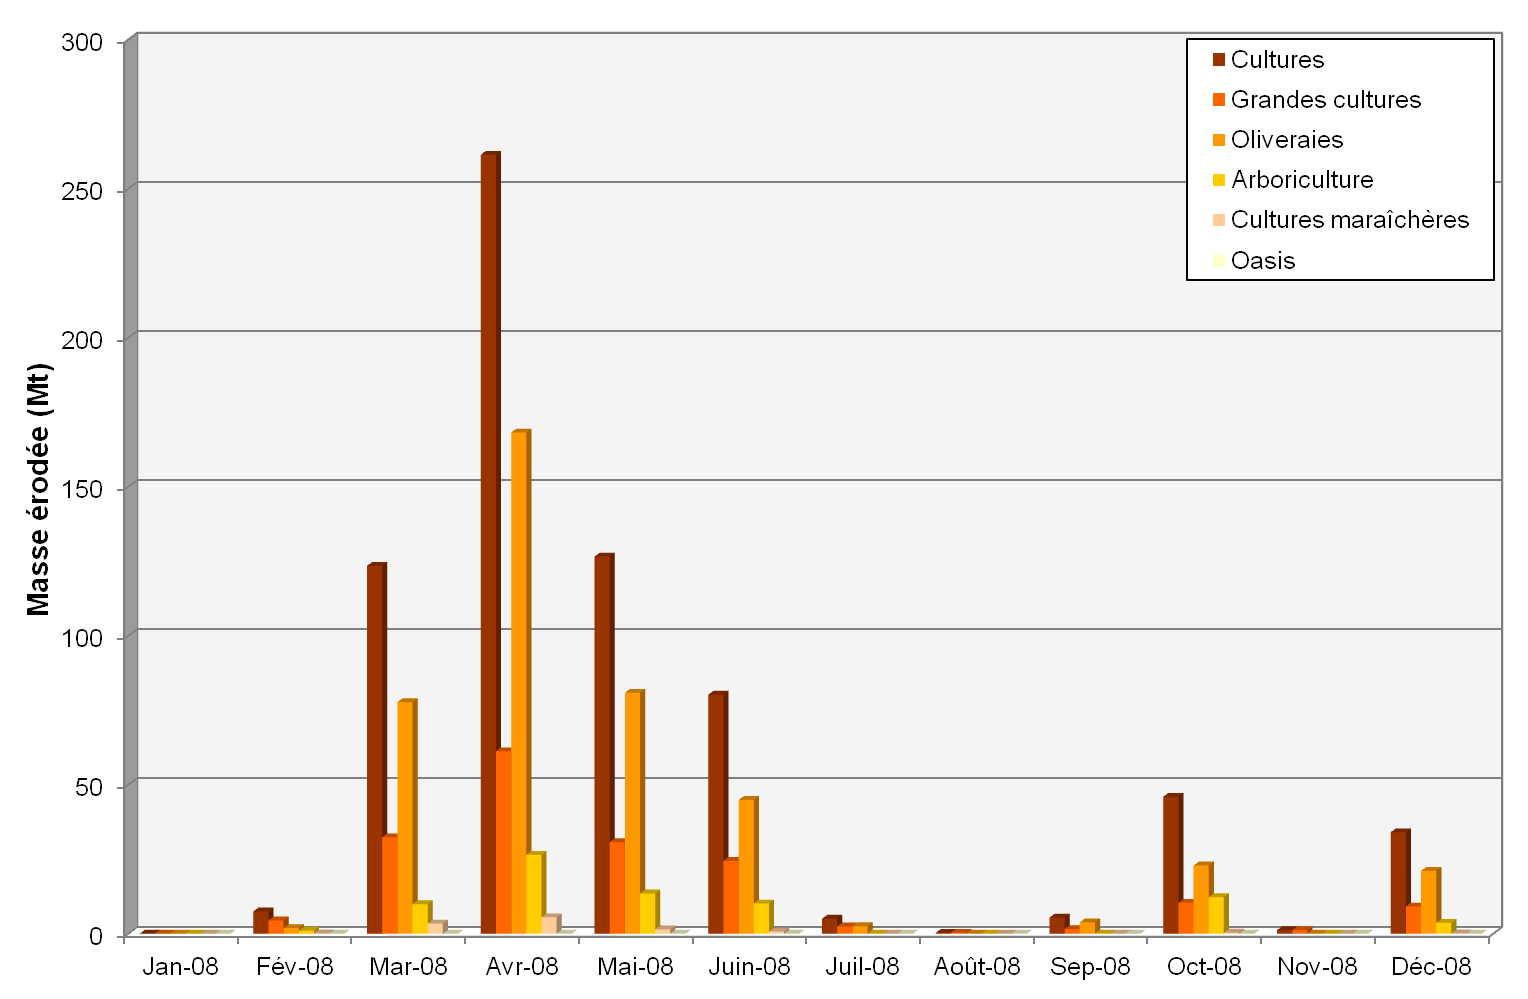 Masse érodée (Mt)
300
250
200
150
100
50
0
Cultures
Grandes cultures
Oliveraies
Arboriculture
Cultures maraîchères
Oasis
Jan-08 Fév-08 Mar-08 Avr-08 Mai-08 Juin-08 Juil-08 Août-08 Sep-08 Oct-08 Nov-08 Déc-08